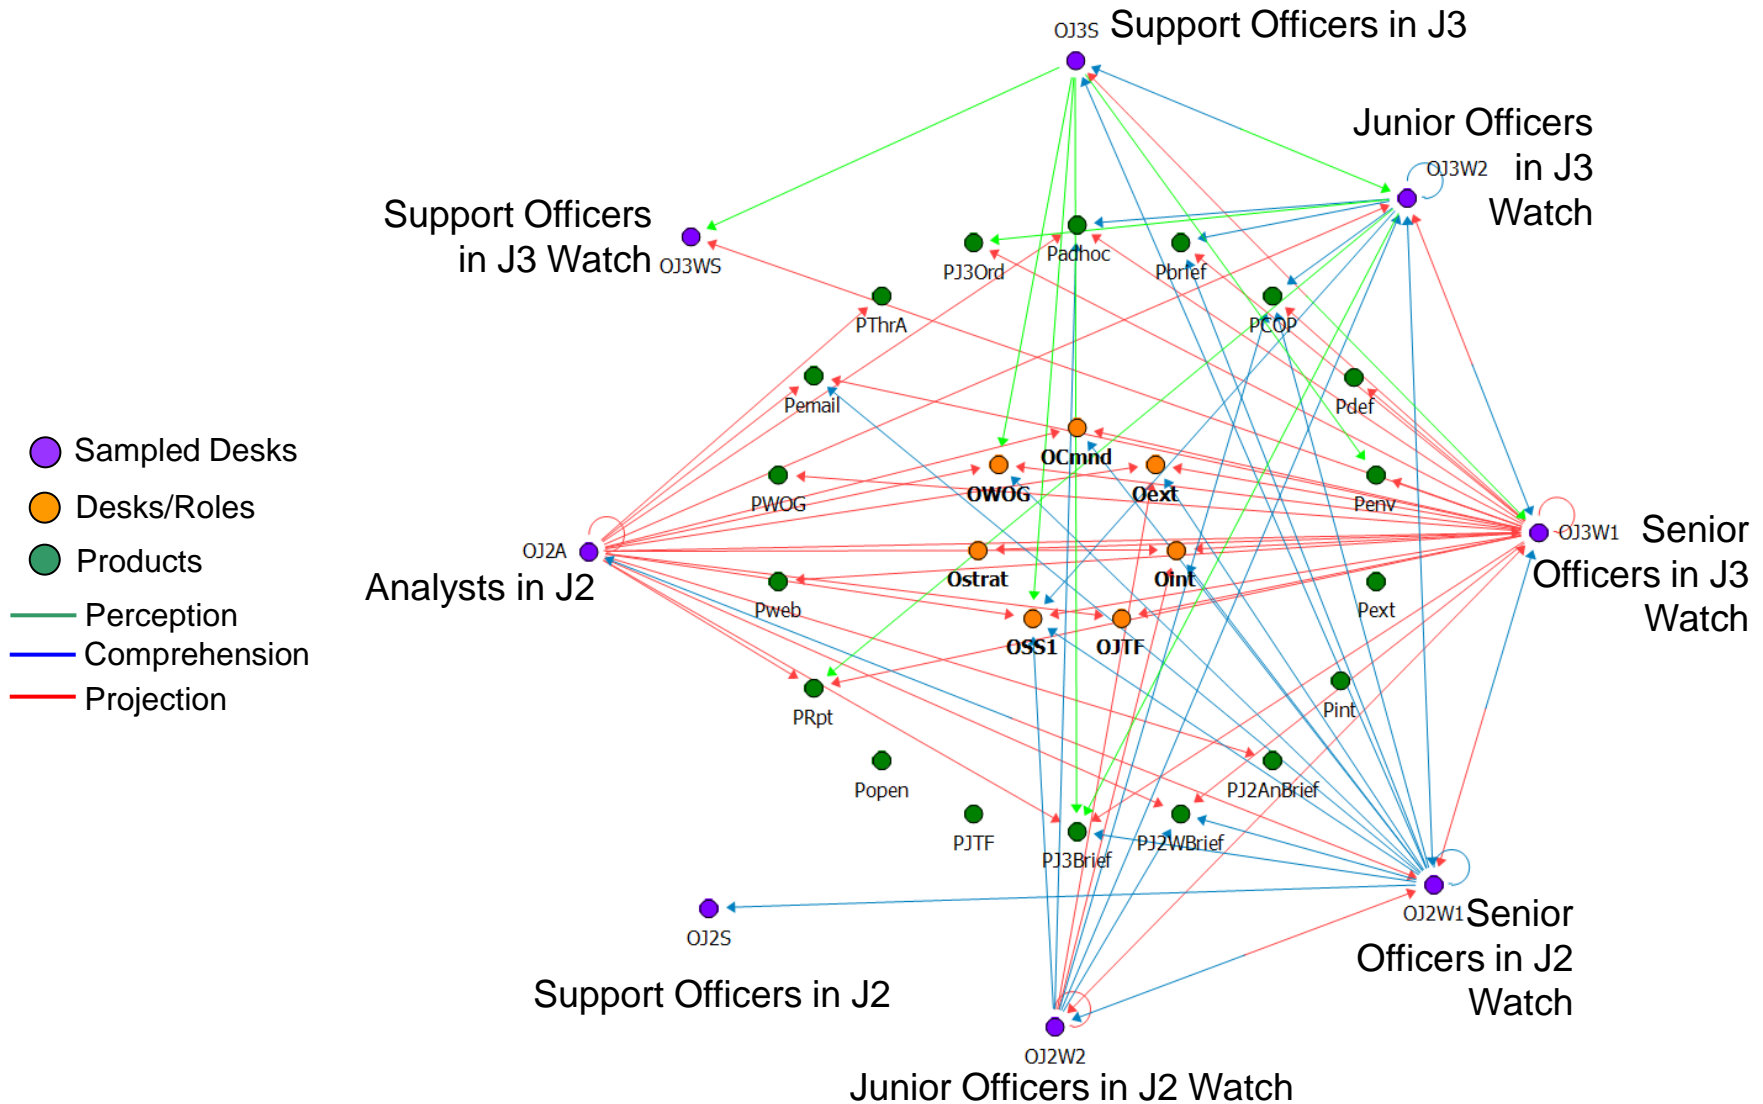 OJ3S
Support Officers in J3
Junior Officers
in J3
Watch
OJ3W2
Support Officers
in J3 Watch
OJ3WS
PJ3Ord
Padhoc
Pbrief
PThrA
PCOP
Pemail
Pdef
Sampled Desks
Desks/Roles
Products
Perception
Comprehension
Projection
OCmnd
OWOG
Oext
PWOG
Penv
OJ2A
Analysts in J2
OJ3W1
Senior
Officers in J3
Watch
Ostrat
Oint
Pweb
Pext
OSS1
OJTF
PRpt
Pint
Popen
PJ2AnBrief
PJTF
PJ3Brief
PJ2WBrief
OJ2S
Support Officers in J2
OJ2W1
Senior
Officers in J2
Watch
OJ2W2
Junior Officers in J2 Watch